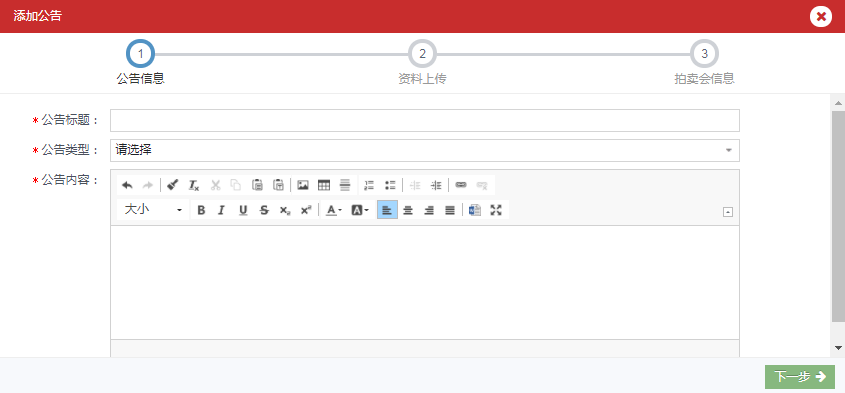 添加公告
1 2 3
公告信息 资料上传 拍卖会信息
* 公告标题：
* 公告类型： 请选择
* 公告内容：
大小 B I U S x₂ x² A A
下一步